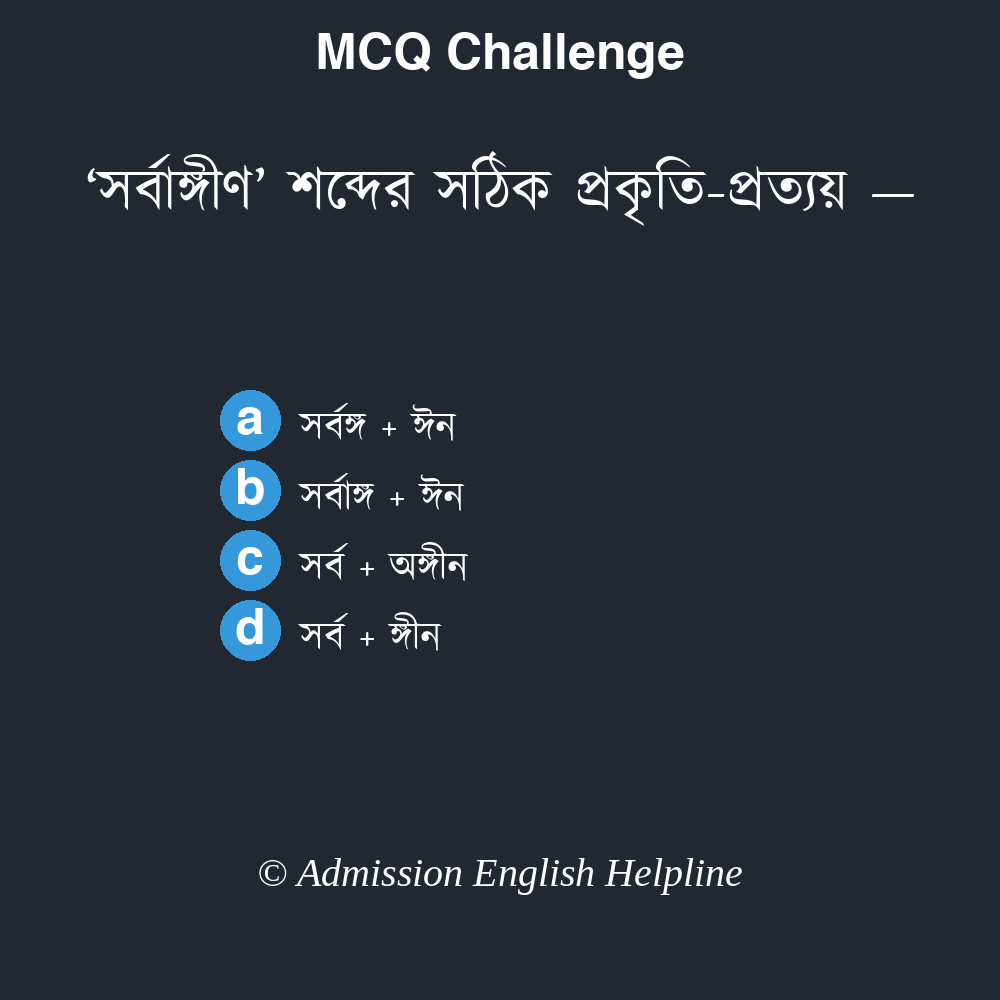 MCQ Challenge
‘সর্বাঙ্গীণ’ শব্দের সঠিক প্রকৃতি-প্রত্যয় —
a সর্বঙ্গ + ঈন
b সর্বাঙ্গ + ঈন
c সর্ব + অঙ্গীন
d সর্ব + ঙ্গীন
© Admission English Helpline